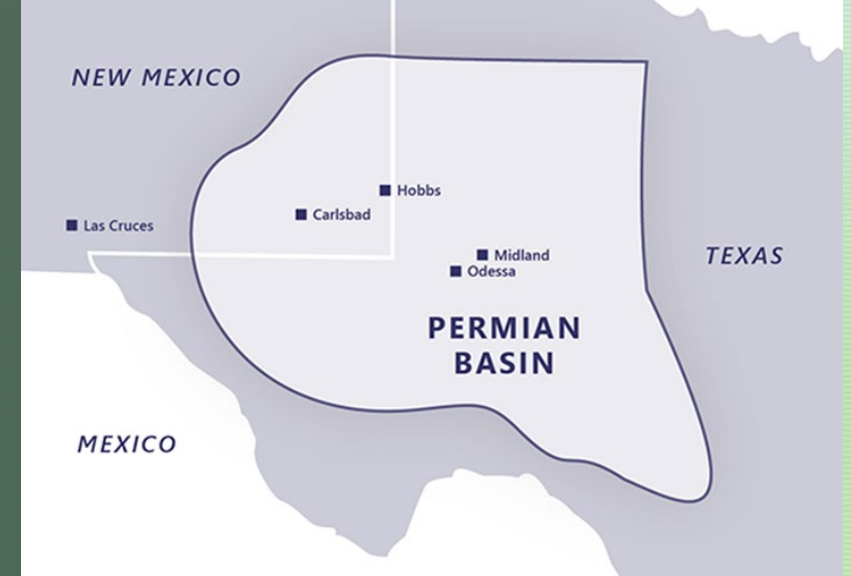 NEW MEXICO
Hobbs
Carlsbad
Las Cruces
Midland
TEXAS
Odessa
PERMIAN
BASIN
MEXICO